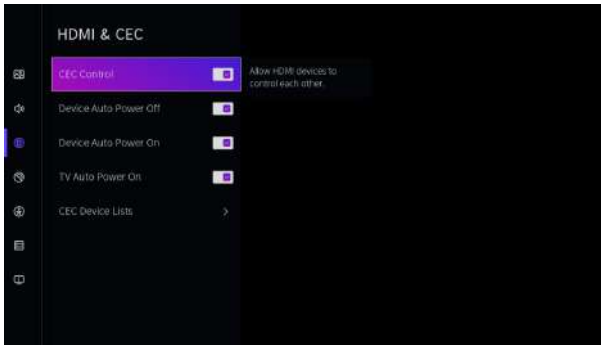 HDMI & CEC
CEC Control
Allow HDMI devices to
control each other.
Device Auto Power Off
Device Auto Power On
TV Auto Power On
CEC Device Lists